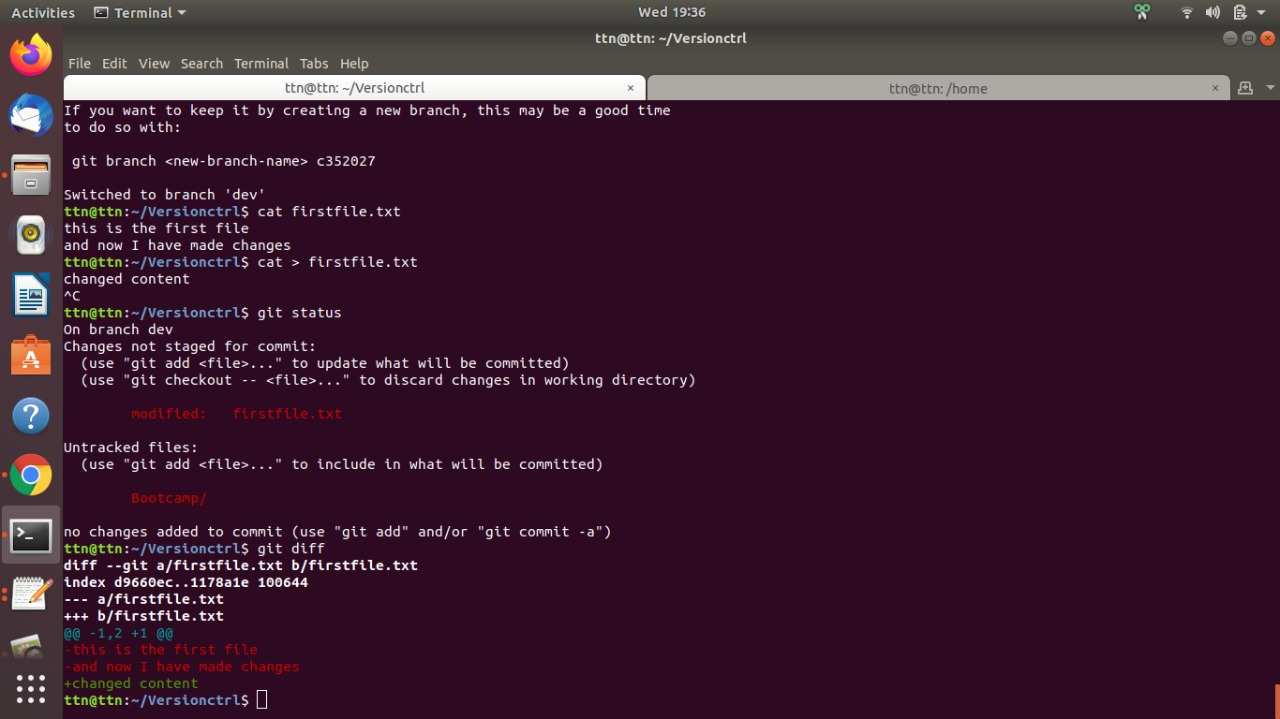 Activities Terminal Wed 19:36
ttn@ttn: ~/Versionctrl
File Edit View Search Terminal Tabs Help
ttn@ttn: ~/Versionctrl × ttn@ttn: /home ×
If you want to keep it by creating a new branch, this may be a good time
to do so with:
git branch <new-branch-name> c352027
Switched to branch 'dev'
ttn@ttn:~/Versionctrl$ cat firstfile.txt
this is the first file
and now I have made changes
ttn@ttn:~/Versionctrl$ cat > firstfile.txt
changed content
^C
ttn@ttn:~/Versionctrl$ git status
On branch dev
Changes not staged for commit:
  (use "git add <file>..." to update what will be committed)
  (use "git checkout -- <file>..." to discard changes in working directory)
        modified:   firstfile.txt
Untracked files:
  (use "git add <file>..." to include in what will be committed)
        Bootcamp/
no changes added to commit (use "git add" and/or "git commit -a")
ttn@ttn:~/Versionctrl$ git diff
diff --git a/firstfile.txt b/firstfile.txt
index d9660ec..1178a1e 100644
--- a/firstfile.txt
+++ b/firstfile.txt
@@ -1,2 +1 @@
-this is the first file
-and now I have made changes
+changed content
ttn@ttn:~/Versionctrl$